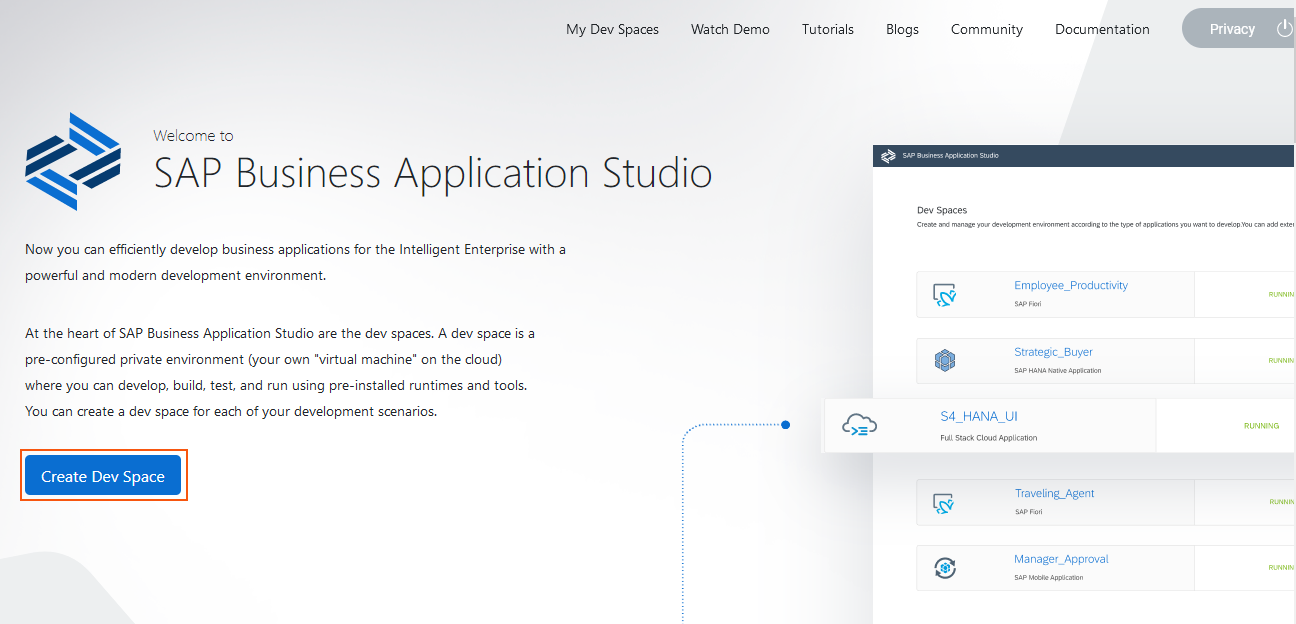 My Dev Spaces Watch Demo Tutorials Blogs Community Documentation Privacy
Welcome to
SAP Business Application Studio
Now you can efficiently develop business applications for the Intelligent Enterprise with a
powerful and modern development environment.
At the heart of SAP Business Application Studio are the dev spaces. A dev space is a
pre-configured private environment (your own "virtual machine" on the cloud)
where you can develop, build, test, and run using pre-installed runtimes and tools.
You can create a dev space for each of your development scenarios.
Create Dev Space
SAP Business Application Studio
Dev Spaces
Create and manage your development environment according to the type of applications you want to develop.You can add exter
Employee_Productivity
SAP Fiori
RUNNIN
Strategic_Buyer
SAP HANA Native Application
RUNNIN
S4_HANA_UI
Full Stack Cloud Application
RUNNING
Traveling_Agent
SAP Fiori
RUNNIN
Manager_Approval
SAP Mobile Application
RUNNIN